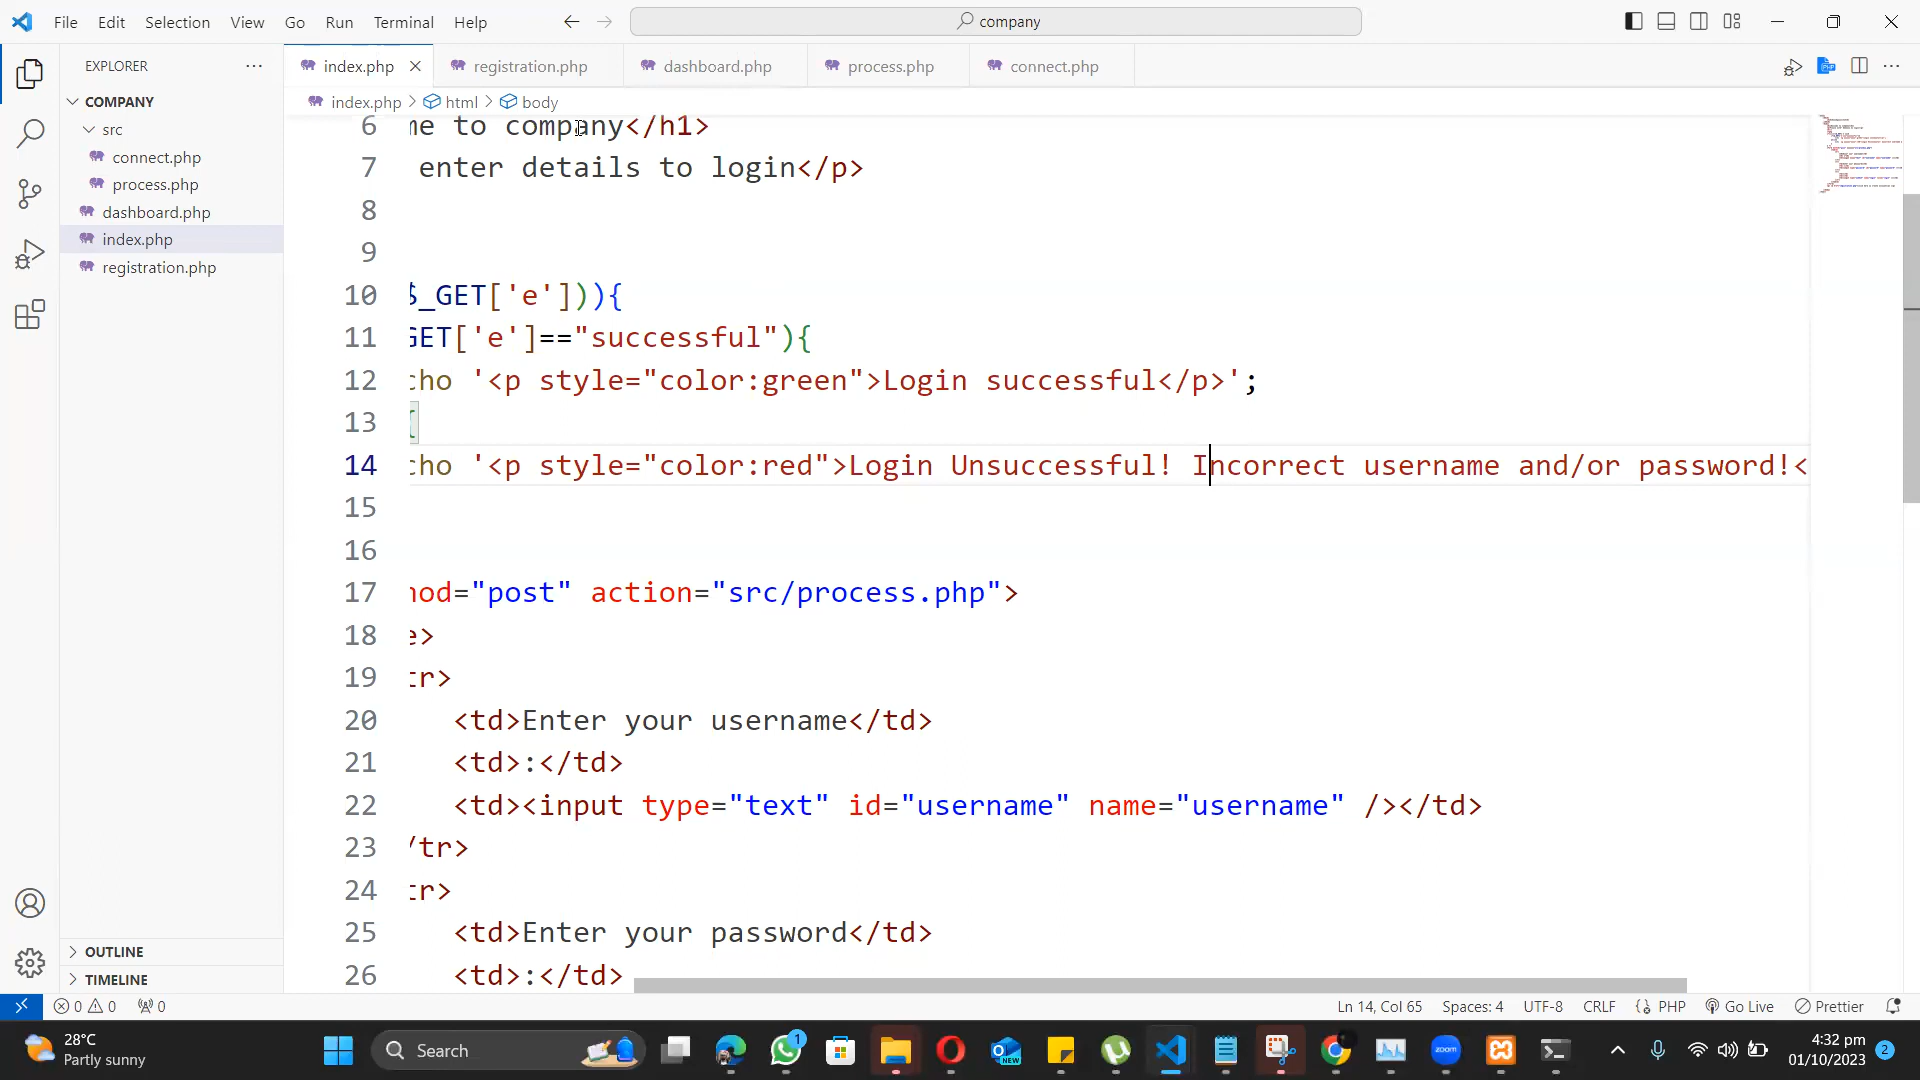 File Edit Selection View Go Run Terminal Help
company
EXPLORER
index.php
registration.php
dashboard.php
process.php
connect.php
COMPANY
index.php > html > body
src
connect.php
process.php
dashboard.php
index.php
registration.php
6 me to company</h1>
7 enter details to login</p>
8
9
10 $_GET['e'])){
11 GET['e']=="successful"){
12 cho '<p style="color:green">Login successful</p>';
13 {
14 cho '<p style="color:red">Login Unsuccessful! Incorrect username and/or password!<
15
16
17 hod="post" action="src/process.php">
18 e>
19 tr>
20 <td>Enter your username</td>
21 <td>:</td>
22 <td><input type="text" id="username" name="username" /></td>
23 /tr>
24 tr>
25 <td>Enter your password</td>
26 <td>:</td>
OUTLINE
TIMELINE
0 0 0
Ln 14, Col 65 Spaces: 4 UTF-8 CRLF PHP Go Live Prettier
28°C
Partly sunny
Search
1
NEW
zoom
4:32 pm
01/10/2023
2